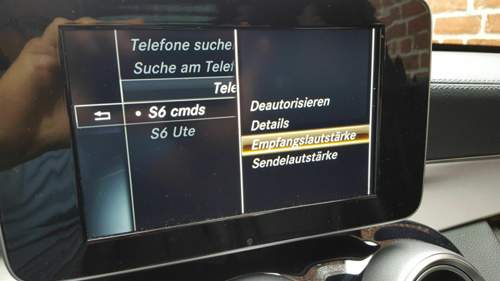 Telefone suche
Suche am Telef
Tele
S6 cmds
S6 Ute
Deautorisieren
Details
Empfangslautstärke
Sendelautstärke